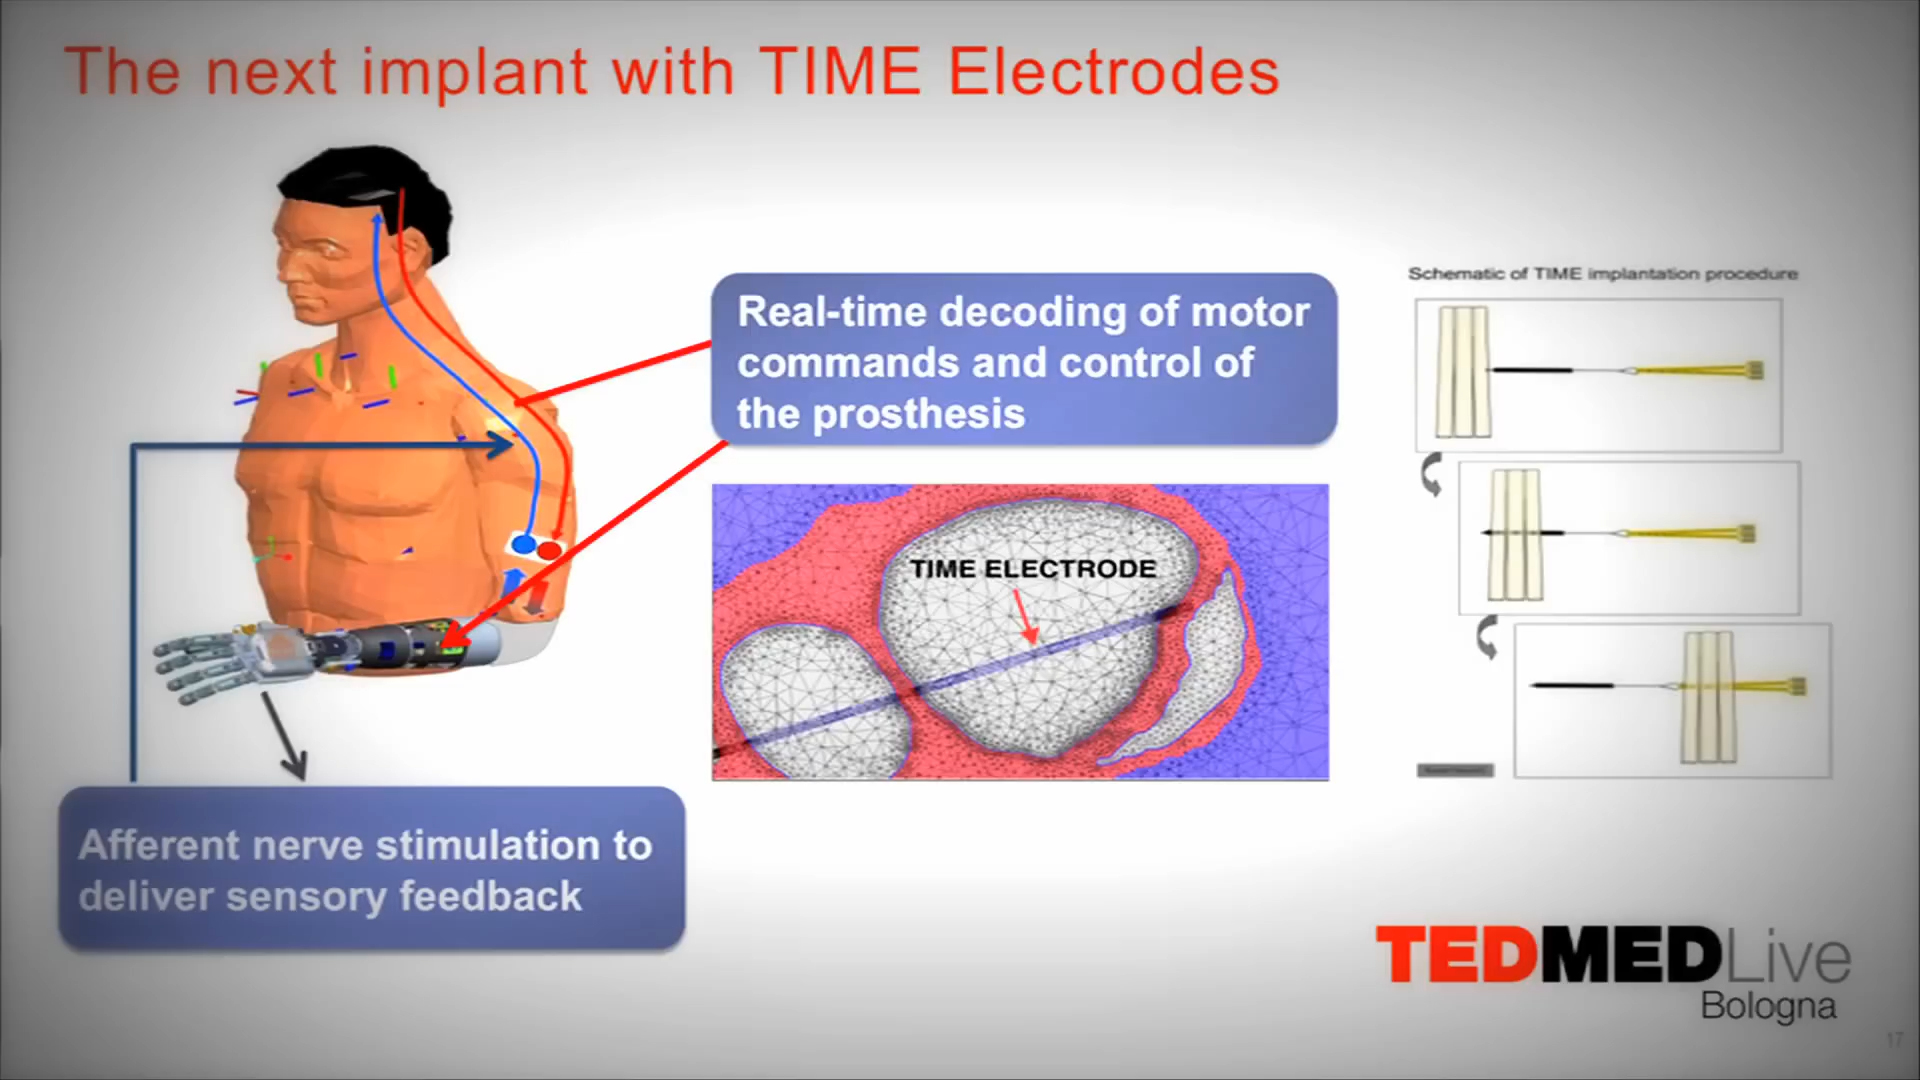 The next implant with TIME Electrodes
Real-time decoding of motor
commands and control of
the prosthesis
Schematic of TIME implantation procedure
TIME ELECTRODE
Afferent nerve stimulation to
deliver sensory feedback
TEDMEDLive
Bologna
17